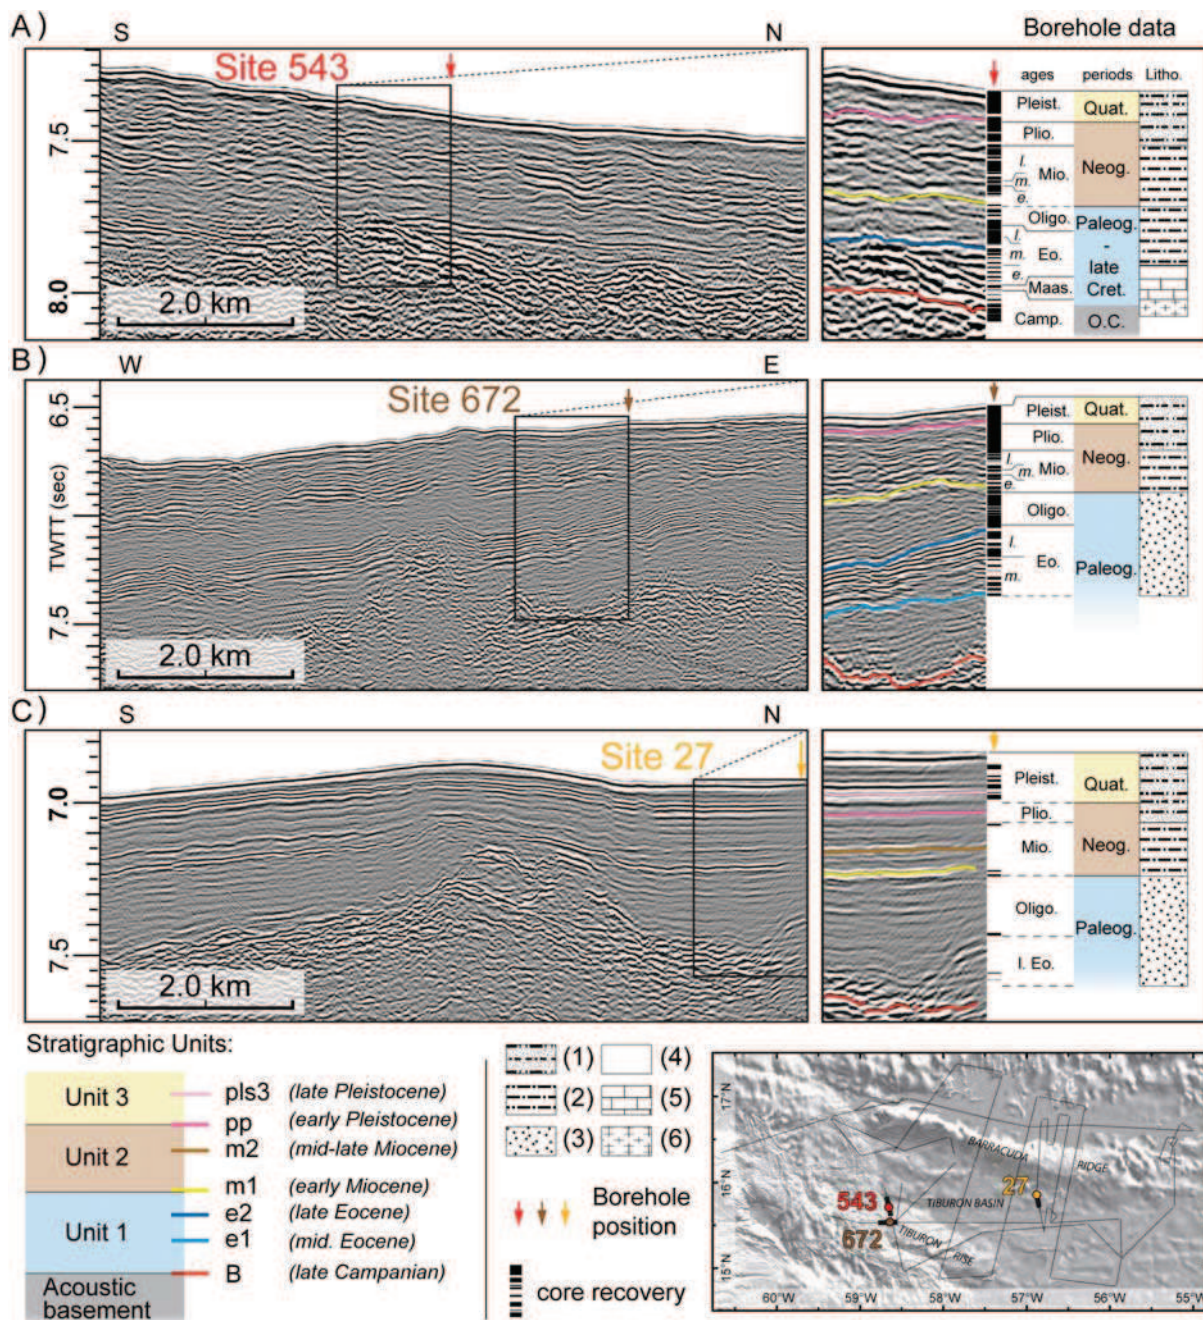 A)
S
N
Borehole data
Site 543
7.5
8.0
2.0 km
ages
periods
Litho.
Pleist.
Quat.
Plio.
l.
m.
Mio.
Neog.
e.
Oligo.
Paleog.
l.
-
m.
Eo.
late
e.
Maas.
Cret.
Camp.
O.C.
B)
W
E
Site 672
6.5
TWTT (sec)
7.5
2.0 km
Pleist.
Quat.
Plio.
l.
m.
Mio.
Neog.
e.
Oligo.
l.
Eo.
m.
Paleog.
C)
S
N
Site 27
7.0
7.5
2.0 km
Pleist.
Quat.
Plio.
Mio.
Neog.
Oligo.
Paleog.
l. Eo.
Stratigraphic Units:
Unit 3
pls3 (late Pleistocene)
pp (early Pleistocene)
Unit 2
m2 (mid-late Miocene)
m1 (early Miocene)
Unit 1
e2 (late Eocene)
e1 (mid. Eocene)
B (late Campanian)
Acoustic
basement
(1) (4)
(2) (5)
(3) (6)
Borehole
position
core recovery
17°N
16°N
15°N
BARRACUDA
RIDGE
27
543
TIBURON BASIN
672
TIBURON
RISE
60°W 59°W 58°W 57°W 56°W 55°W